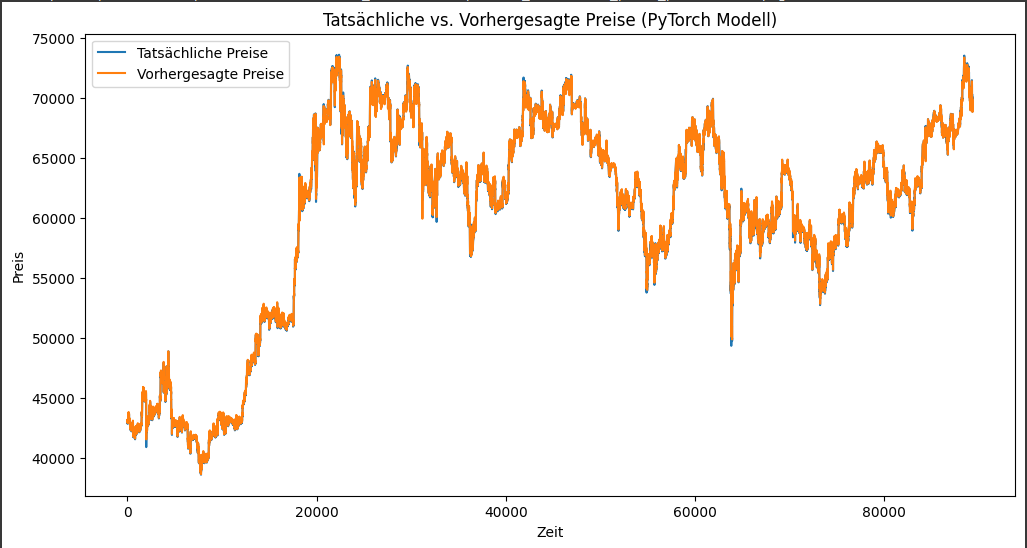 Tatsächliche vs. Vorhergesagte Preise (PyTorch Modell)
75000
Tatsächliche Preise
Vorhergesagte Preise
70000
65000
60000
Preis
55000
50000
45000
40000
0
20000
40000
60000
80000
Zeit